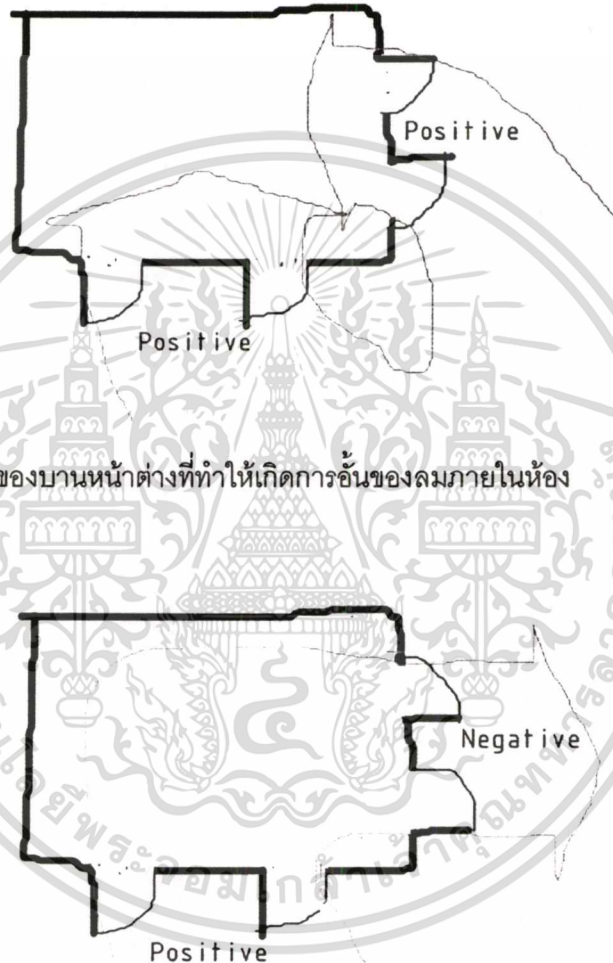 Positive
Positive
ของบานหน้าต่างที่ทำให้เกิดการอั้นของลมภายในห้อง
Negative
Positive